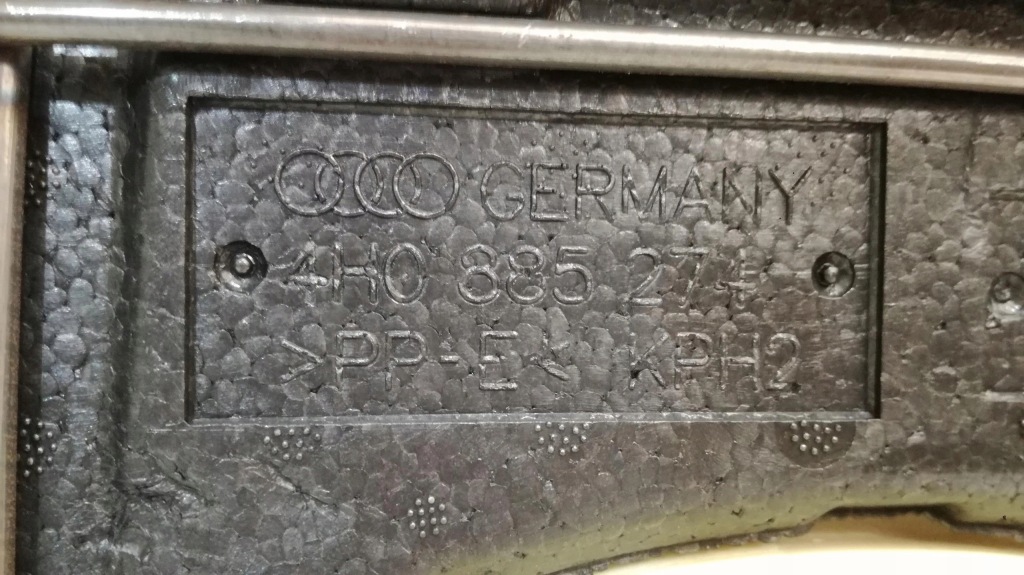 GERMANY
4H0 885 274
>PP-E< KPH2